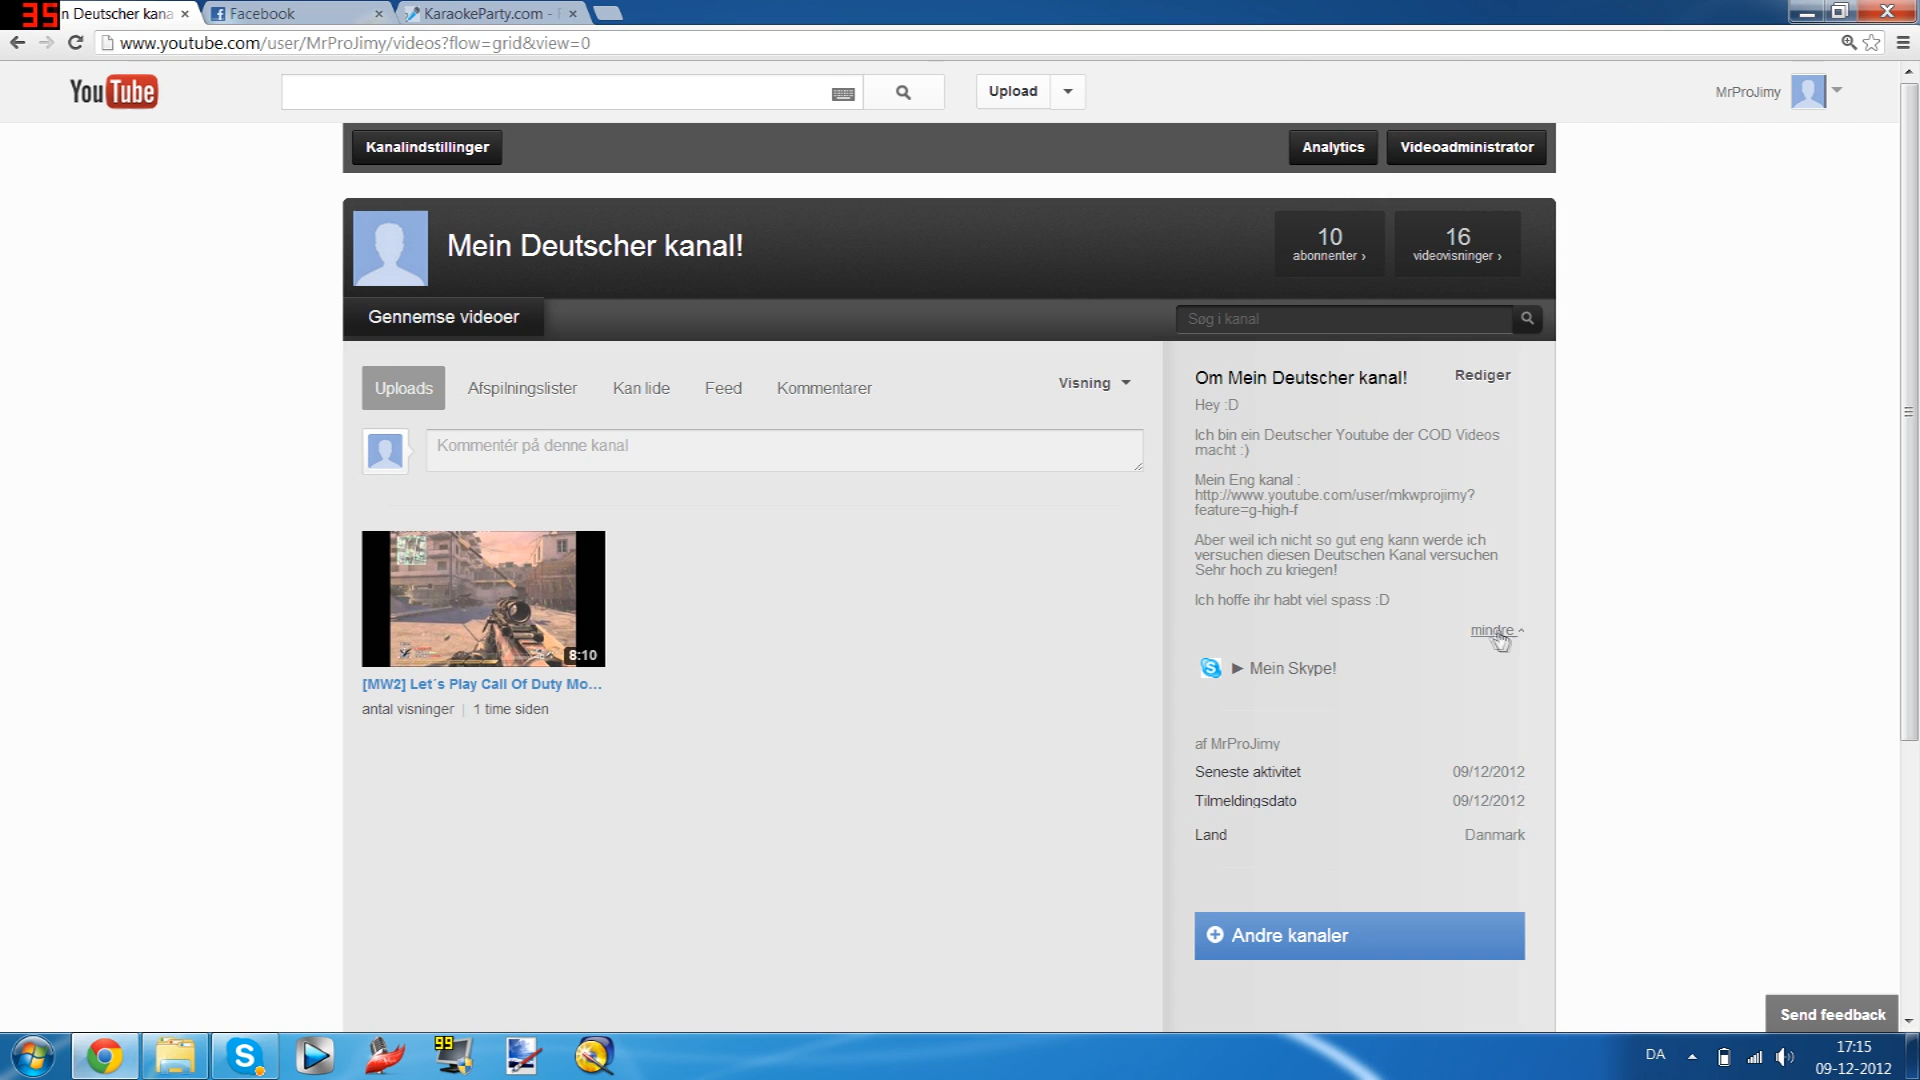 35
n Deutscher kana
Facebook
KaraokeParty.com -
www.youtube.com/user/MrProJimy/videos?flow=grid&view=0
YouTube
Upload
MrProJimy
Kanalindstillinger
Analytics
Videoadministrator
Mein Deutscher kanal!
10
abonnenter ›
16
videovisninger ›
Gennemse videoer
Søg i kanal
Uploads
Afspilningslister
Kan lide
Feed
Kommentarer
Visning
Kommentér på denne kanal
8:10
[MW2] Let´s Play Call Of Duty Mo...
antal visninger | 1 time siden
Om Mein Deutscher kanal!
Rediger
Hey :D
Ich bin ein Deutscher Youtube der COD Videos
macht :)
Mein Eng kanal :
http://www.youtube.com/user/mkwprojimy?
feature=g-high-f
Aber weil ich nicht so gut eng kann werde ich
versuchen diesen Deutschen Kanal versuchen
Sehr hoch zu kriegen!
Ich hoffe ihr habt viel spass :D
mindre
► Mein Skype!
af MrProJimy
Seneste aktivitet 09/12/2012
Tilmeldingsdato 09/12/2012
Land Danmark
Andre kanaler
Send feedback
99
DA
17:15
09-12-2012